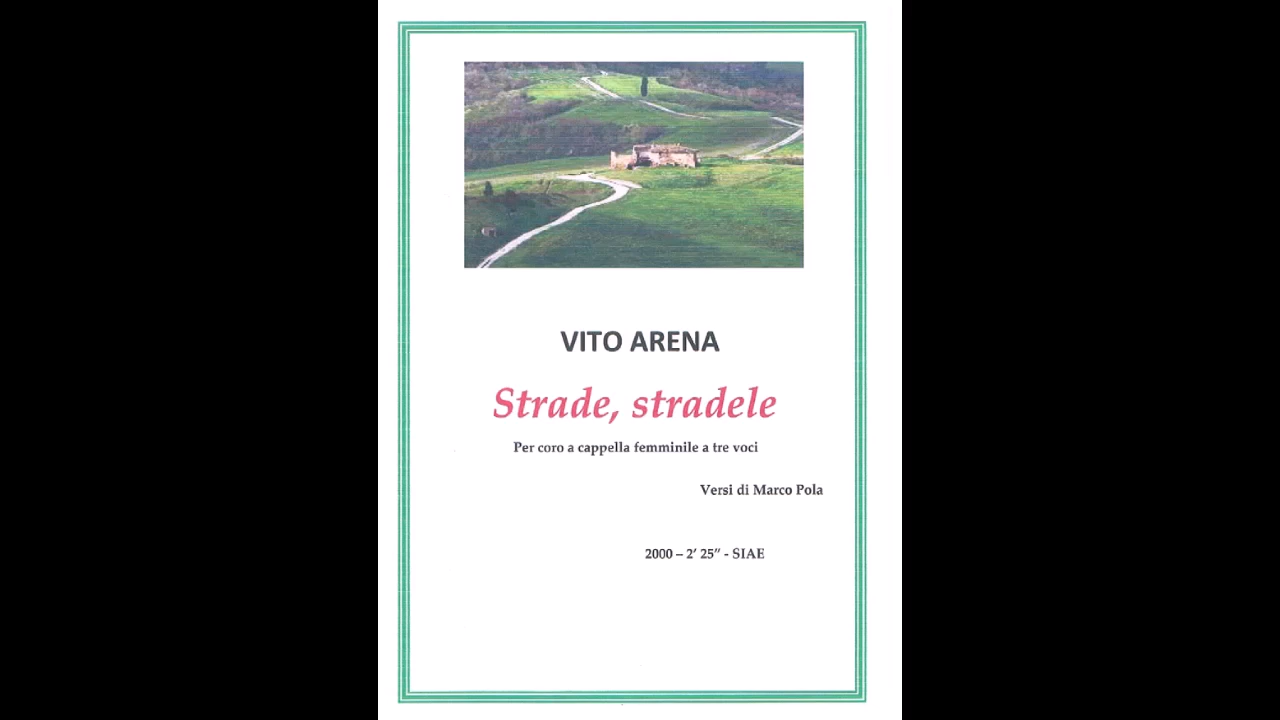 VITO ARENA
Strade, stradele
Per coro a cappella femminile a tre voci
Versi di Marco Pola
2000 – 2′ 25″ - SIAE